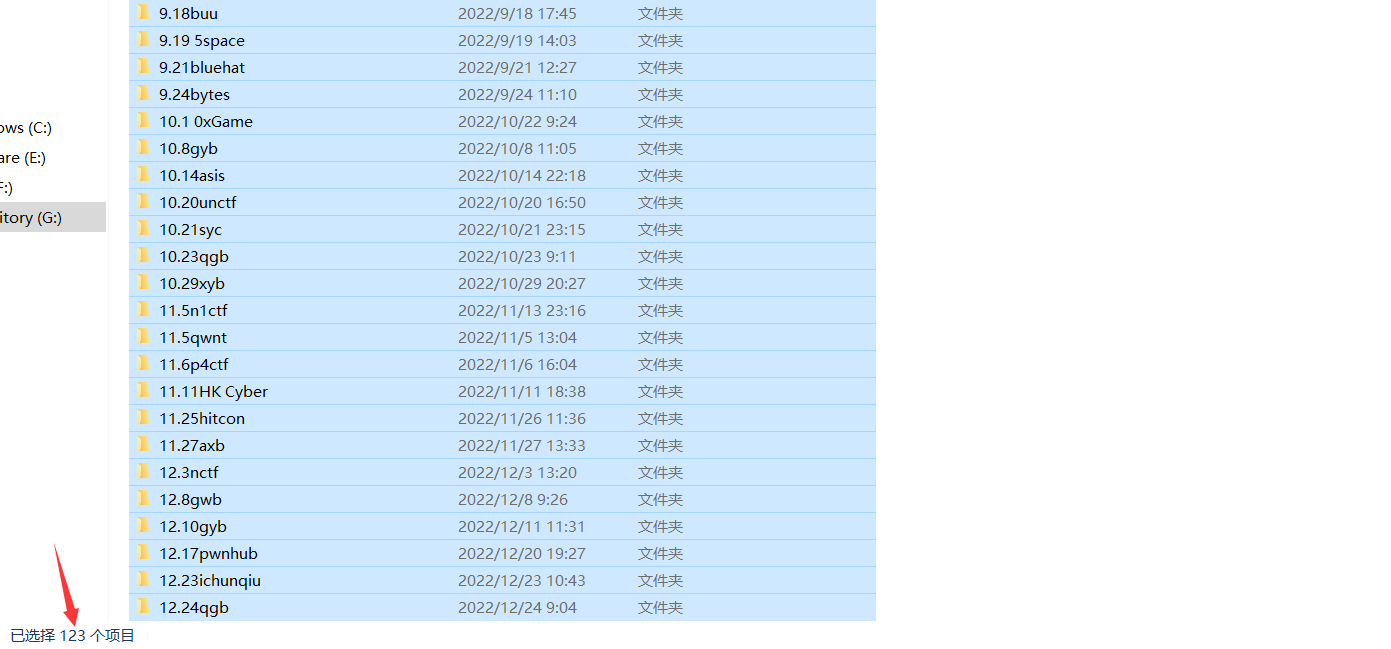 9.18buu 2022/9/18 17:45 文件夹
9.19 5space 2022/9/19 14:03 文件夹
9.21bluehat 2022/9/21 12:27 文件夹
9.24bytes 2022/9/24 11:10 文件夹
ows (C:)
10.1 0xGame 2022/10/22 9:24 文件夹
10.8gyb 2022/10/8 11:05 文件夹
are (E:)
10.14asis 2022/10/14 22:18 文件夹
F:)
10.20unctf 2022/10/20 16:50 文件夹
itory (G:)
10.21syc 2022/10/21 23:15 文件夹
10.23qgb 2022/10/23 9:11 文件夹
10.29xyb 2022/10/29 20:27 文件夹
11.5n1ctf 2022/11/13 23:16 文件夹
11.5qwnt 2022/11/5 13:04 文件夹
11.6p4ctf 2022/11/6 16:04 文件夹
11.11HK Cyber 2022/11/11 18:38 文件夹
11.25hitcon 2022/11/26 11:36 文件夹
11.27axb 2022/11/27 13:33 文件夹
12.3nctf 2022/12/3 13:20 文件夹
12.8gwb 2022/12/8 9:26 文件夹
12.10gyb 2022/12/11 11:31 文件夹
12.17pwnhub 2022/12/20 19:27 文件夹
12.23ichunqiu 2022/12/23 10:43 文件夹
12.24qgb 2022/12/24 9:04 文件夹
已选择 123 个项目